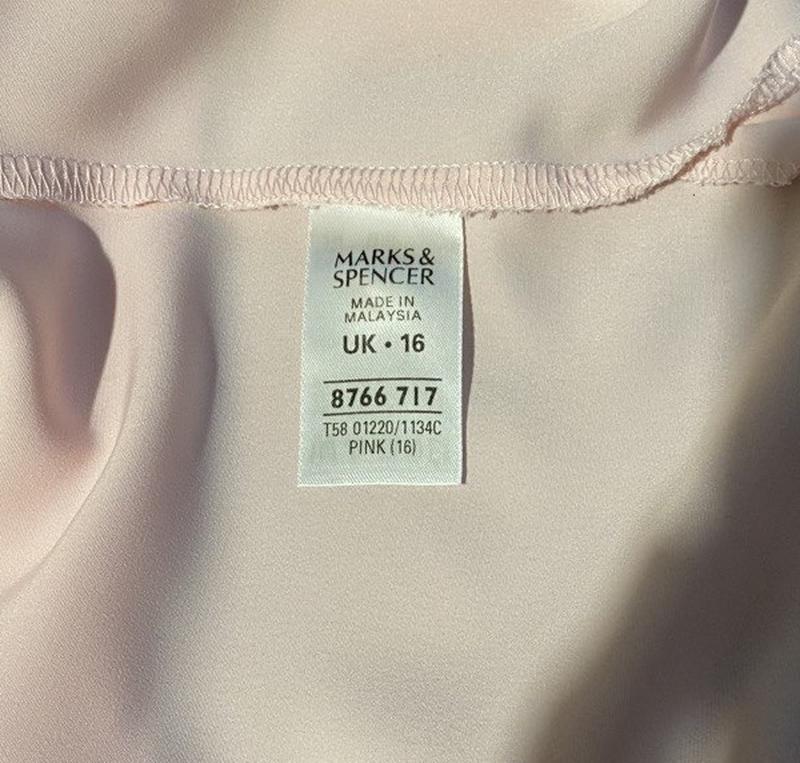 MARKS &
SPENCER
MADE IN
MALAYSIA
UK • 16
8766 717
T58 01220/1134C
PINK (16)